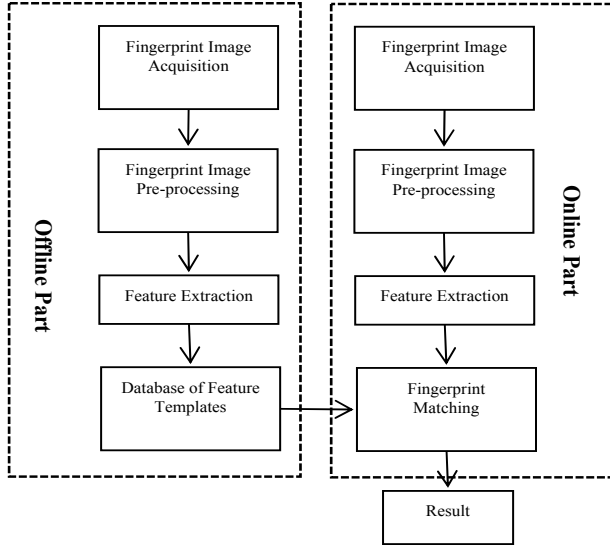 Offline Part
Fingerprint Image
Acquisition
Fingerprint Image
Pre-processing
Feature Extraction
Database of Feature
Templates
Fingerprint Image
Acquisition
Fingerprint Image
Pre-processing
Feature Extraction
Fingerprint
Matching
Online Part
Result